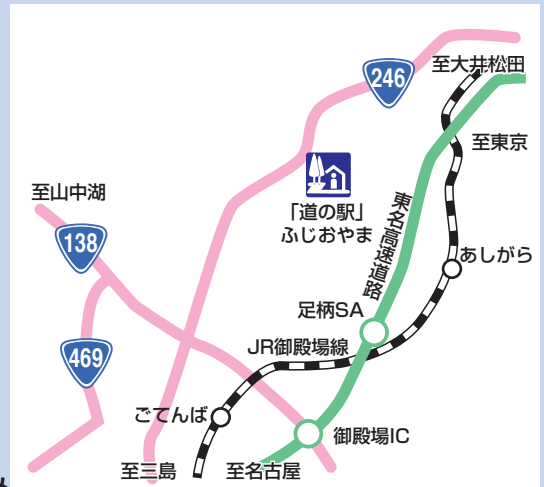 246
至大井松田
至東京
至山中湖
「道の駅」
ふじおやま
138
東名高速道路
あしがら
足柄SA
469
JR御殿場線
ごてんば
御殿場IC
至三島
至名古屋